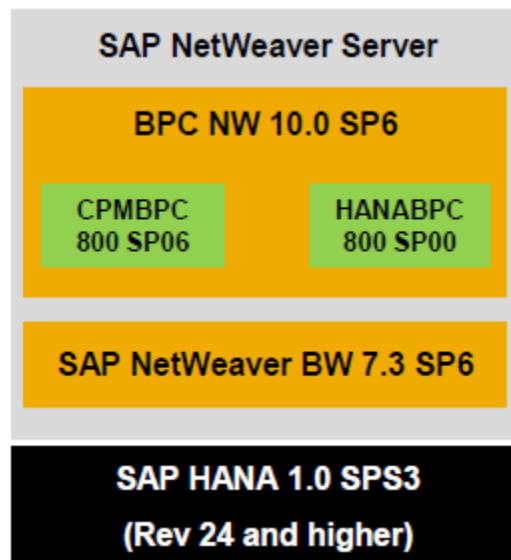 SAP NetWeaver Server
BPC NW 10.0 SP6
CPMBPC
800 SP06
HANABPC
800 SP00
SAP NetWeaver BW 7.3 SP6
SAP HANA 1.0 SPS3
(Rev 24 and higher)